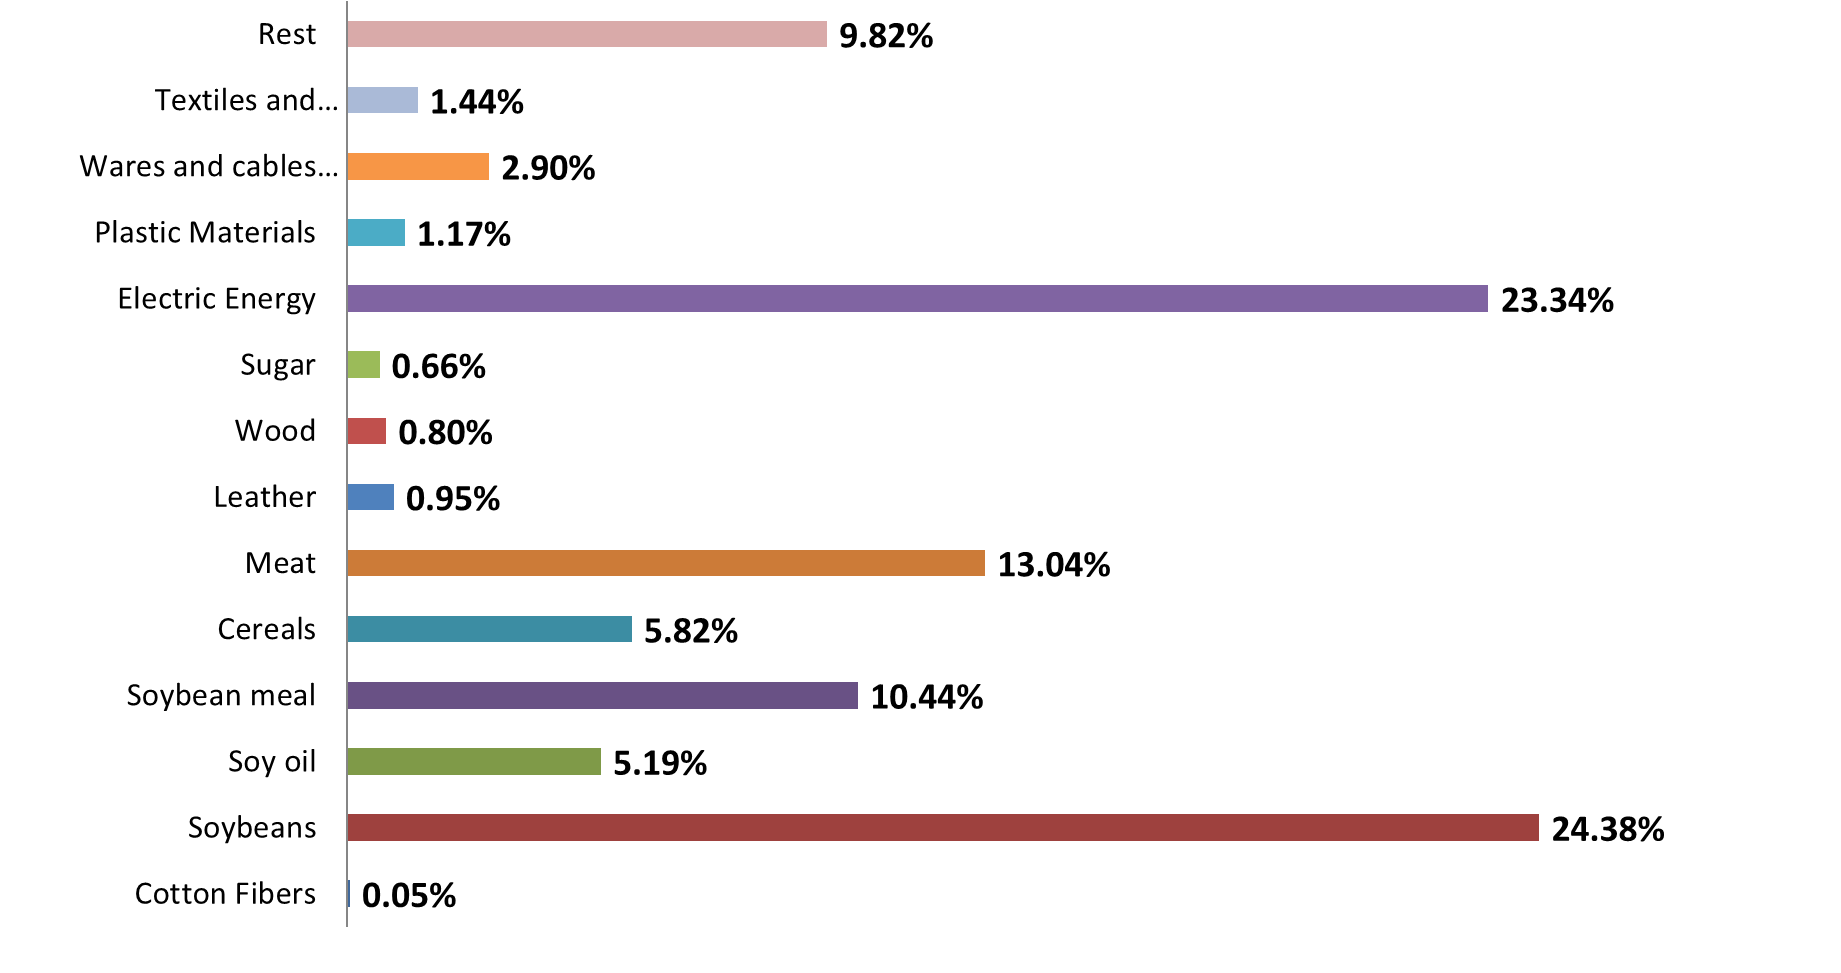 Rest 9.82%
Textiles and... 1.44%
Wares and cables... 2.90%
Plastic Materials 1.17%
Electric Energy 23.34%
Sugar 0.66%
Wood 0.80%
Leather 0.95%
Meat 13.04%
Cereals 5.82%
Soybean meal 10.44%
Soy oil 5.19%
Soybeans 24.38%
Cotton Fibers 0.05%